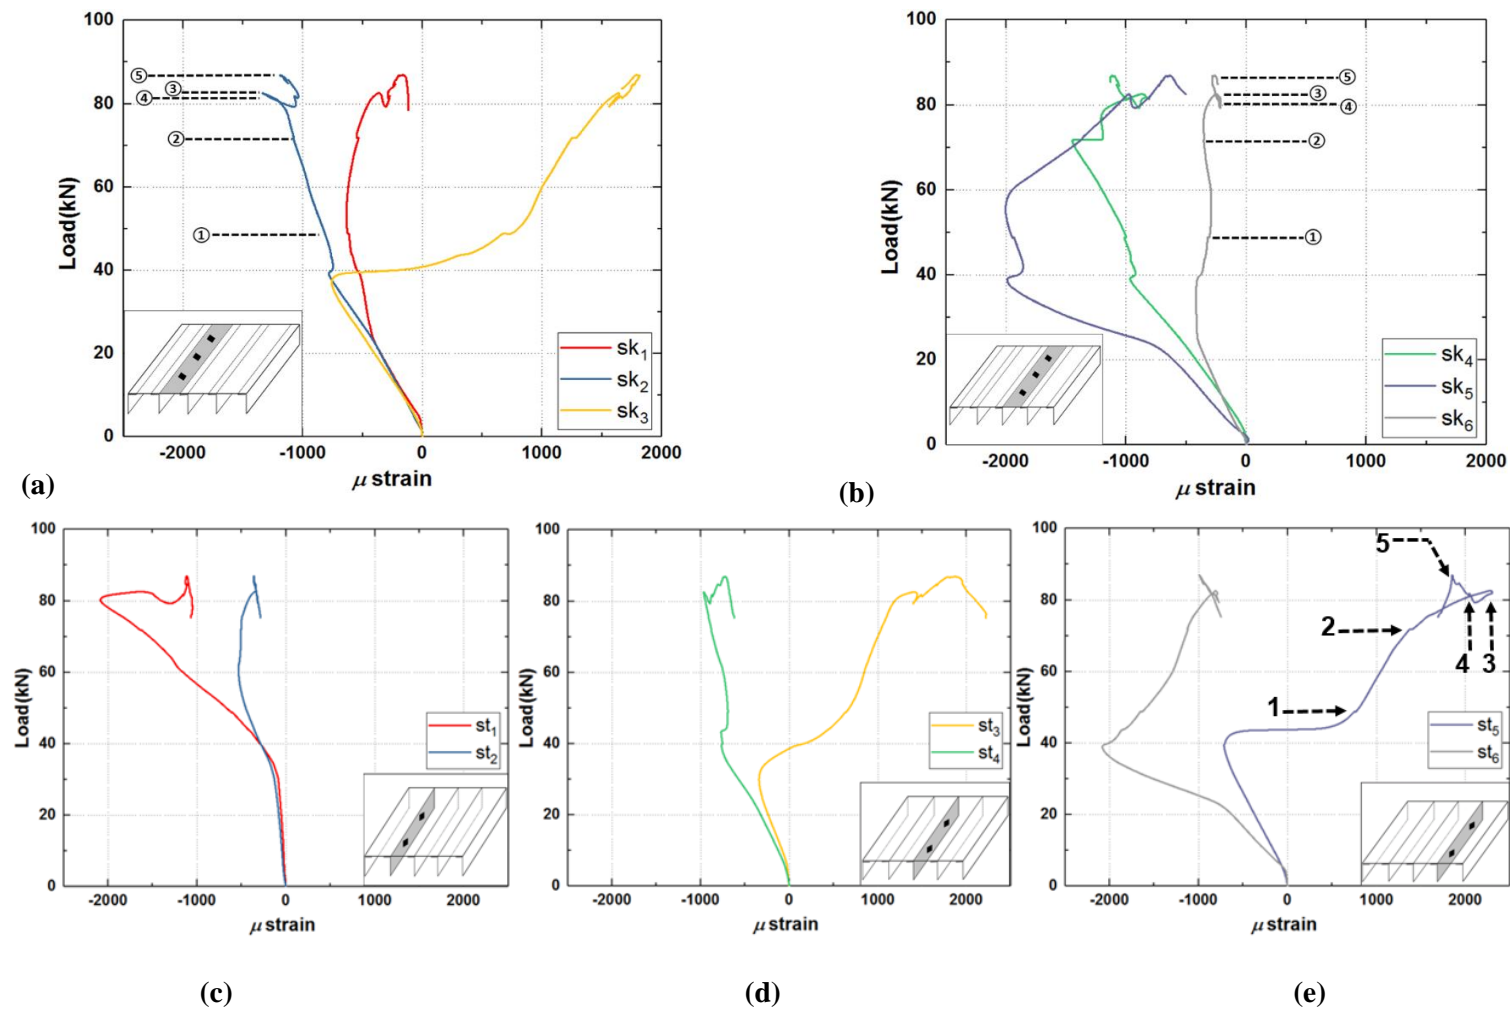 100
80
60
40
20
0
Load(kN)
⑤
③
④
②
①
sk₁
sk₂
sk₃
-2000 -1000 0 1000 2000
μ strain
(a)
100
80
60
40
20
0
Load(kN)
⑤
③
④
②
①
sk₄
sk₅
sk₆
-2000 -1000 0 1000 2000
μ strain
(b)
100
80
60
40
20
0
Load(kN)
st₁
st₂
-2000 -1000 0 1000 2000
μ strain
(c)
100
80
60
40
20
0
Load(kN)
st₃
st₄
-2000 -1000 0 1000 2000
μ strain
(d)
100
80
60
40
20
0
Load(kN)
5
2
4 3
1
st₅
st₆
-2000 -1000 0 1000 2000
μ strain
(e)